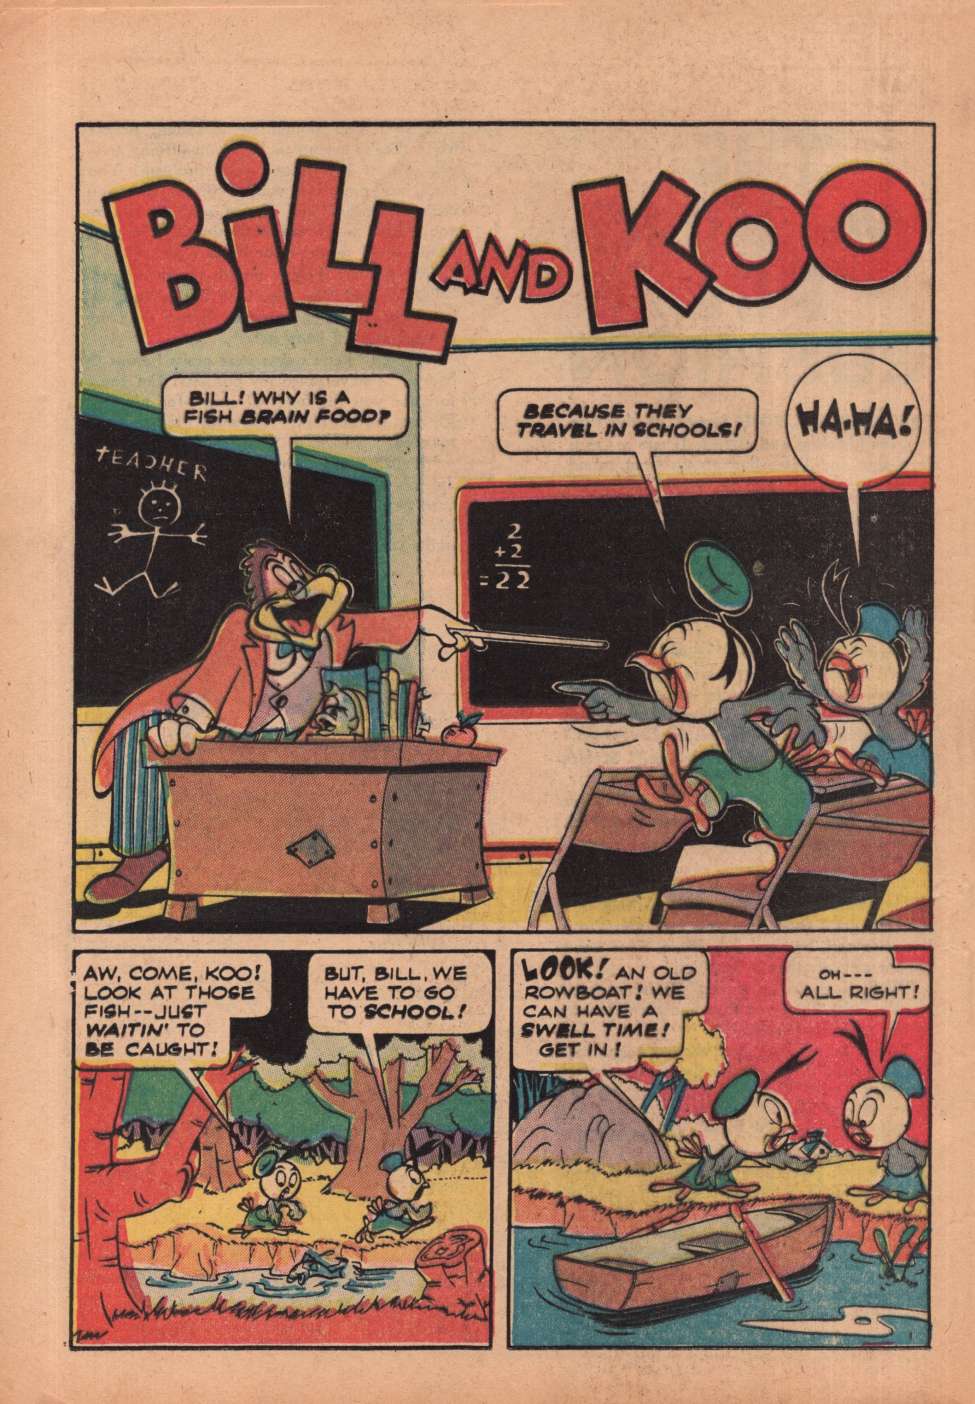 BILL AND KOO
BILL! WHY IS A
FISH BRAIN FOOD?
BECAUSE THEY
TRAVEL IN SCHOOLS!
HA-HA!
TEACHER
2
+2
=22
AW, COME, KOO!
LOOK AT THOSE
FISH--JUST
WAITIN' TO
BE CAUGHT!
BUT, BILL, WE
HAVE TO GO
TO SCHOOL!
LOOK! AN OLD
ROWBOAT! WE
CAN HAVE A
SWELL TIME!
GET IN!
OH---
ALL RIGHT!